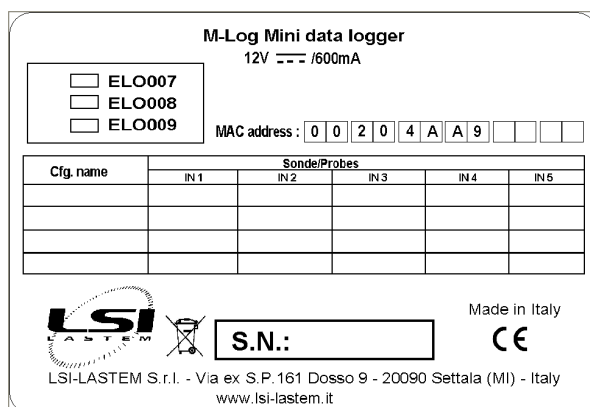 M-Log Mini data logger
12V /600mA
ELO007
ELO008
ELO009
MAC address : 0 0 2 0 4 A A 9
Cfg. name Sonde/Probes
IN 1 IN 2 IN 3 IN 4 IN 5
LSI
LASTEM
S.N.:
Made in Italy
CE
LSI-LASTEM S.r.l. - Via ex S.P. 161 Dosso 9 - 20090 Settala (MI) - Italy
www.lsi-lastem.it